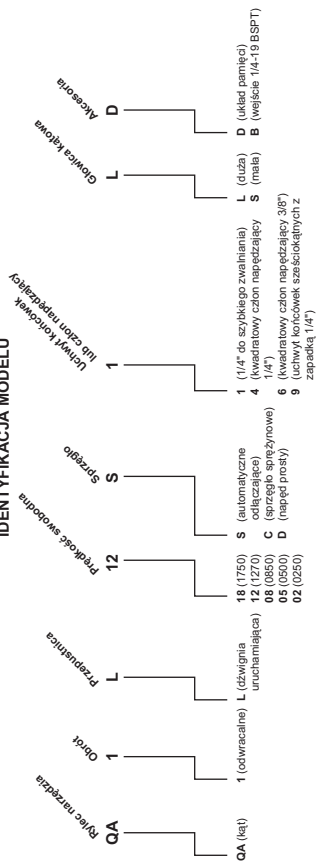 IDENTYFIKACJA MODELU
Rylec narzędzia
Obrót
Przepustnica
Prędkość swobodna
Sprzęgło
Uchwyt końcówek
lub człon napędzający
Głowica kątowa
Akcesoria
QA 1 L 12 S 1 L D
QA (kąt)
1 (odwracalne)
L (dźwignia
uruchamiająca)
18 (1750)
12 (1270)
08 (0850)
05 (0500)
02 (0250)
S (automatyczne
odłączające)
C (sprzęgło sprężynowe)
D (napęd prosty)
1 (1/4" do szybkiego zwalniania)
4 (kwadratowy człon napędzający
1/4")
6 (kwadratowy człon napędzający 3/8")
9 (uchwyt końcówek sześciokątnych z
zapadką 1/4")
L (duża)
S (mała)
D (układ pamięci)
B (wejście 1/4-19 BSPT)